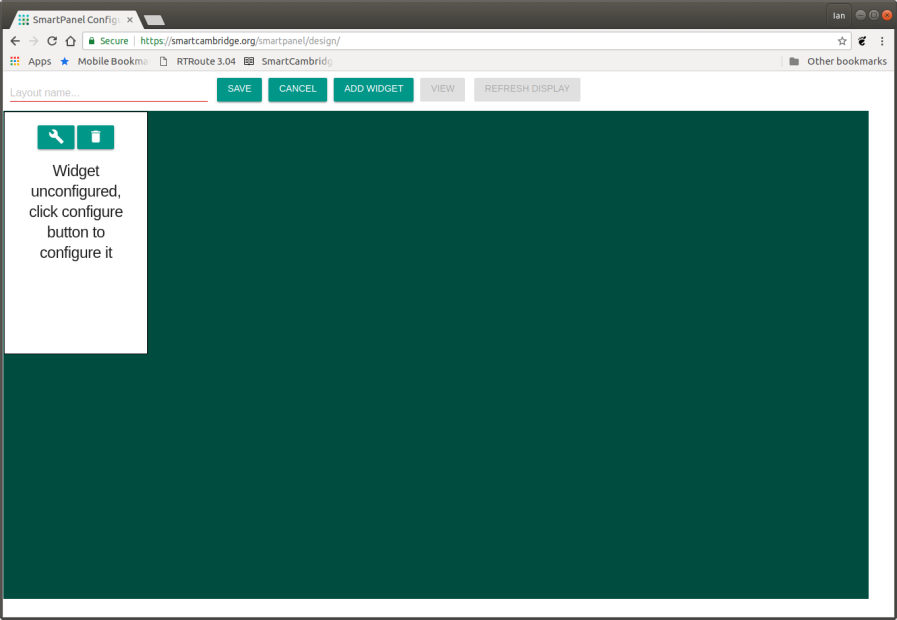 SmartPanel Config
Ian
Secure
https://smartcambridge.org/smartpanel/design/
Apps
Mobile Bookma
RTRoute 3.04
SmartCambridg
Other bookmarks
Layout name...
SAVE
CANCEL
ADD WIDGET
VIEW
REFRESH DISPLAY
Widget
unconfigured,
click configure
button to
configure it